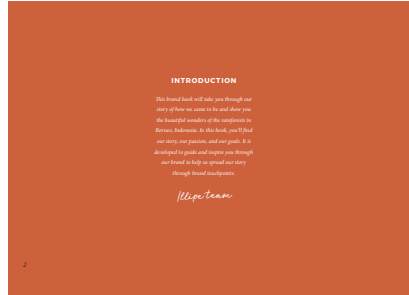 INTRODUCTION
This brand book will take you through our
story of how we came to be and show you
the beautiful wonders of the rainforests in
Borneo, Indonesia. In this book, you'll find
our story, our passion, and our goals. It is
developed to guide and inspire you through
our brand to help us spread our story
through brand touchpoints.
Illipe team
2